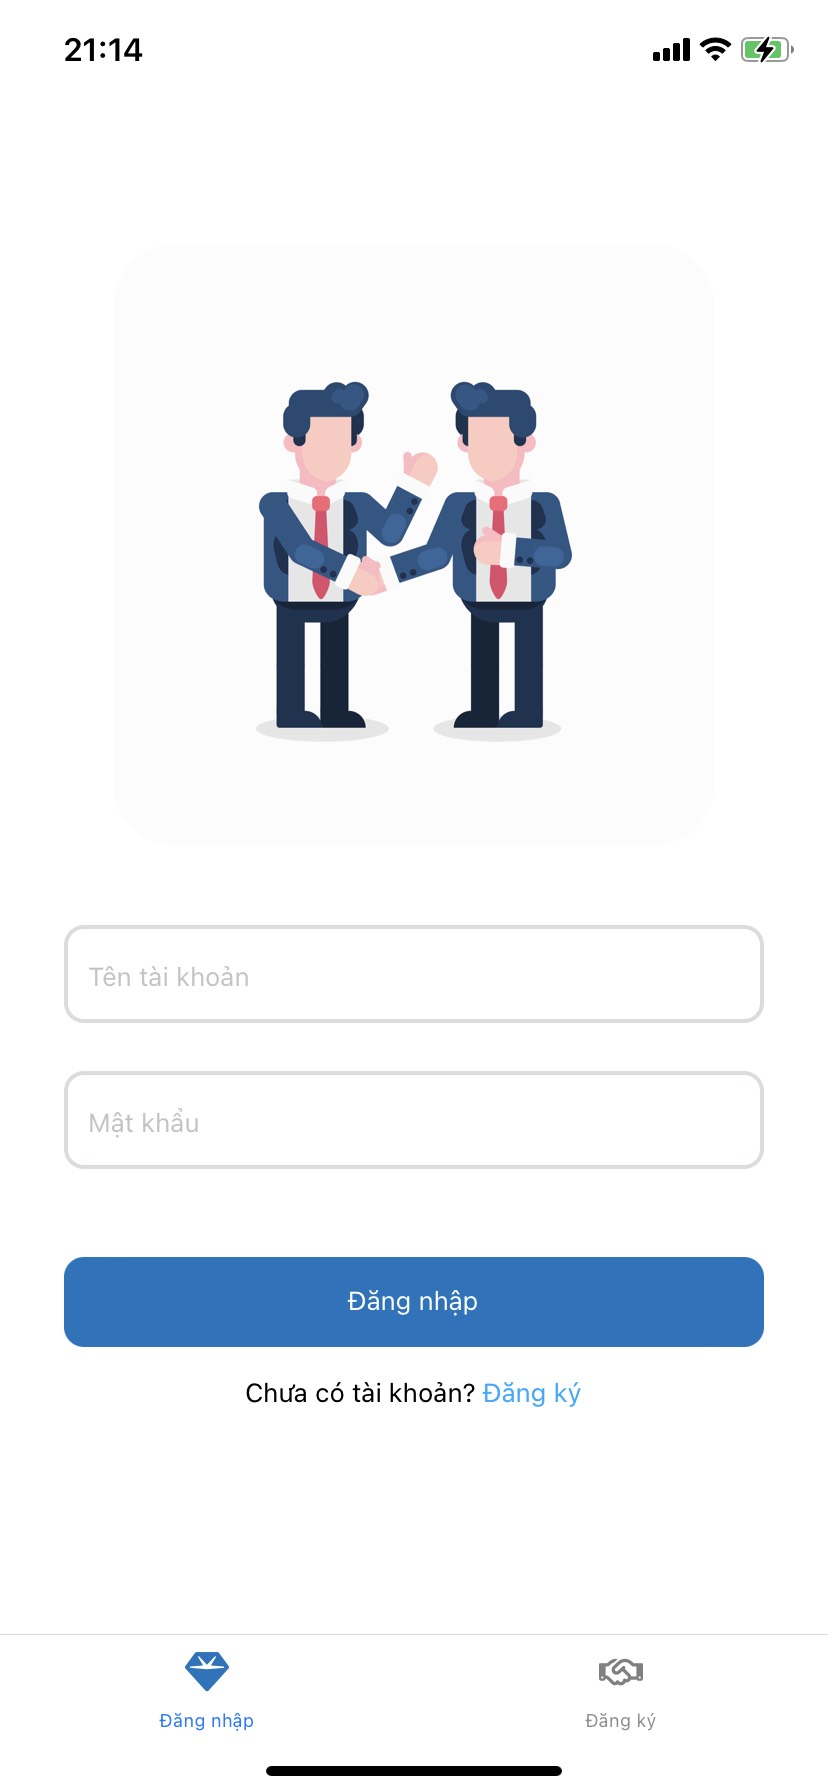 21:14
Tên tài khoản
Mật khẩu
Đăng nhập
Chưa có tài khoản? Đăng ký
Đăng nhập
Đăng ký